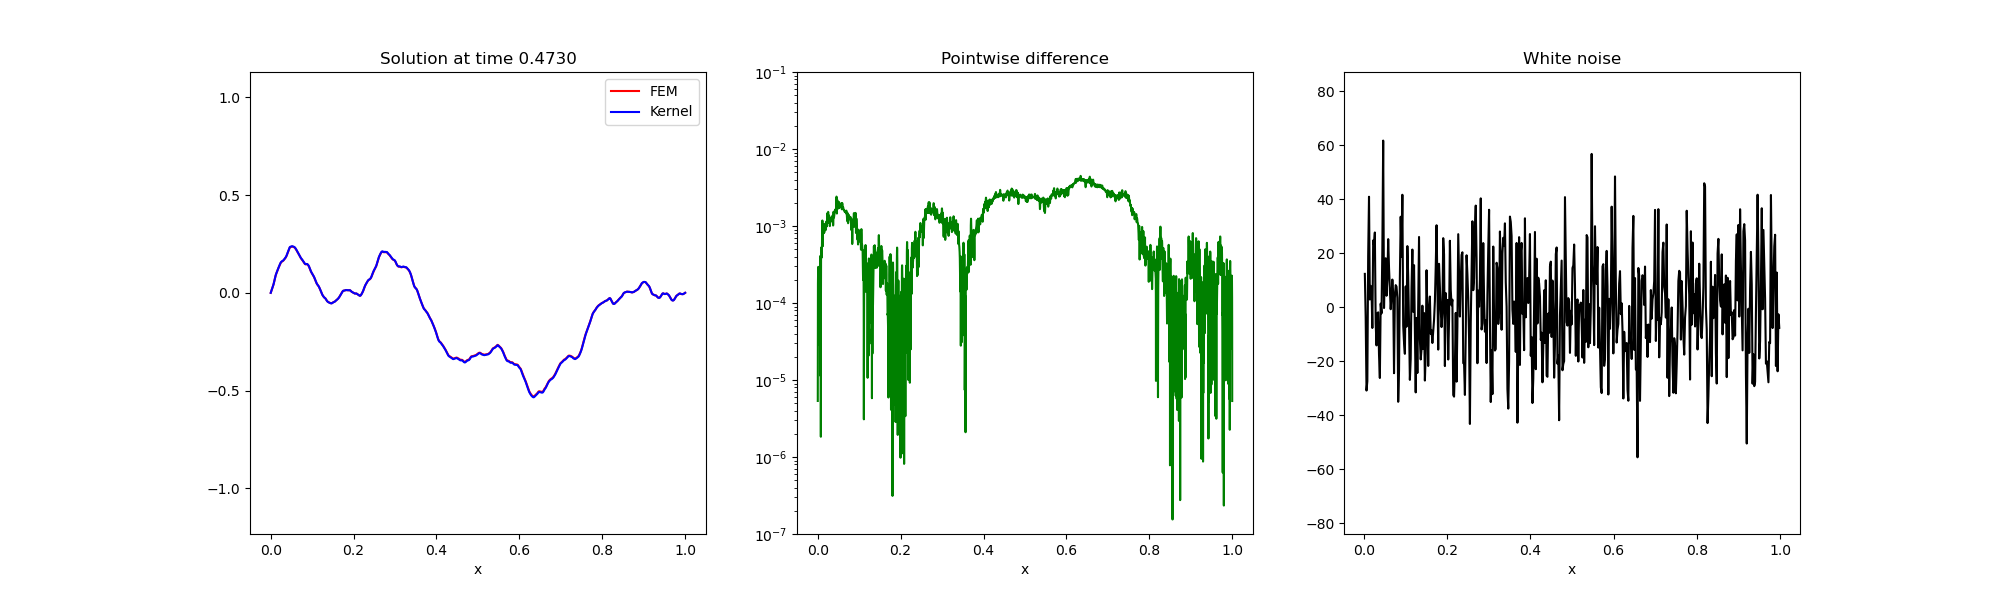 Solution at time 0.4730
FEM
Kernel
1.0
0.5
0.0
−0.5
−1.0
0.0 0.2 0.4 0.6 0.8 1.0
x
Pointwise difference
10⁻¹
10⁻²
10⁻³
10⁻⁴
10⁻⁵
10⁻⁶
10⁻⁷
0.0 0.2 0.4 0.6 0.8 1.0
x
White noise
80
60
40
20
0
−20
−40
−60
−80
0.0 0.2 0.4 0.6 0.8 1.0
x